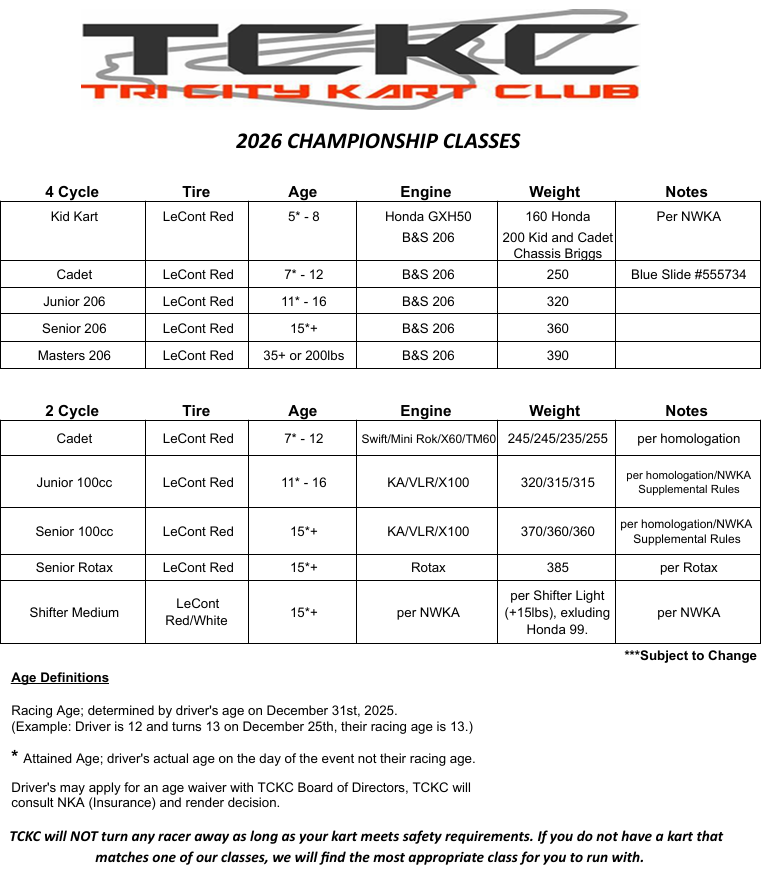 TCKC
TRI CITY KART CLUB
2026 CHAMPIONSHIP CLASSES
4 Cycle Tire Age Engine Weight Notes
Kid Kart LeCont Red 5* - 8 Honda GXH50 160 Honda Per NWKA
B&S 206 200 Kid and Cadet
Chassis Briggs
Cadet LeCont Red 7* - 12 B&S 206 250 Blue Slide #555734
Junior 206 LeCont Red 11* - 16 B&S 206 320
Senior 206 LeCont Red 15*+ B&S 206 360
Masters 206 LeCont Red 35+ or 200lbs B&S 206 390
2 Cycle Tire Age Engine Weight Notes
Cadet LeCont Red 7* - 12 Swift/Mini Rok/X60/TM60 245/245/235/255 per homologation
Junior 100cc LeCont Red 11* - 16 KA/VLR/X100 320/315/315 per homologation/NWKA
Supplemental Rules
Senior 100cc LeCont Red 15*+ KA/VLR/X100 370/360/360 per homologation/NWKA
Supplemental Rules
Senior Rotax LeCont Red 15*+ Rotax 385 per Rotax
Shifter Medium LeCont
Red/White 15*+ per NWKA per Shifter Light
(+15lbs), exluding
Honda 99. per NWKA
***Subject to Change
Age Definitions
Racing Age; determined by driver's age on December 31st, 2025.
(Example: Driver is 12 and turns 13 on December 25th, their racing age is 13.)
* Attained Age; driver's actual age on the day of the event not their racing age.
Driver's may apply for an age waiver with TCKC Board of Directors, TCKC will
consult NKA (Insurance) and render decision.
TCKC will NOT turn any racer away as long as your kart meets safety requirements. If you do not have a kart that
matches one of our classes, we will find the most appropriate class for you to run with.